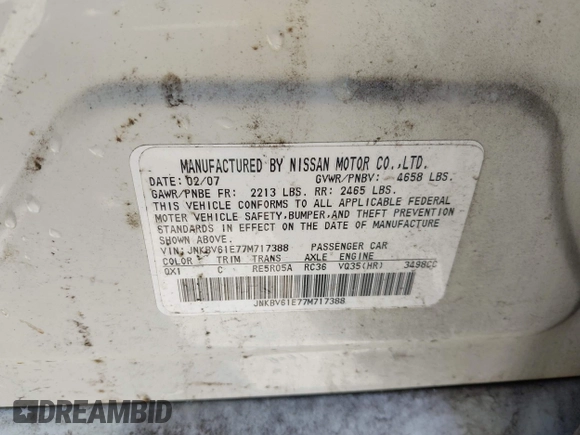 MANUFACTURED BY NISSAN MOTOR CO.,LTD.
DATE: 02/07 GVWR/PNBV: 4658 LBS.
GAWR/PNBE FR: 2213 LBS. RR: 2465 LBS.
THIS VEHICLE CONFORMS TO ALL APPLICABLE FEDERAL
MOTER VEHICLE SAFETY,BUMPER,AND THEFT PREVENTION
STANDARDS IN EFFECT ON THE DATE OF MANUFACTURE
SHOWN ABOVE.
VIN:JNKBV61E77M717388 PASSENGER CAR
COLOR TRIM TRANS AXLE ENGINE
QX1 C RE5R05A RC36 VQ35(HR) 3498CC
JNKBV61E77M717388
DREAMBID